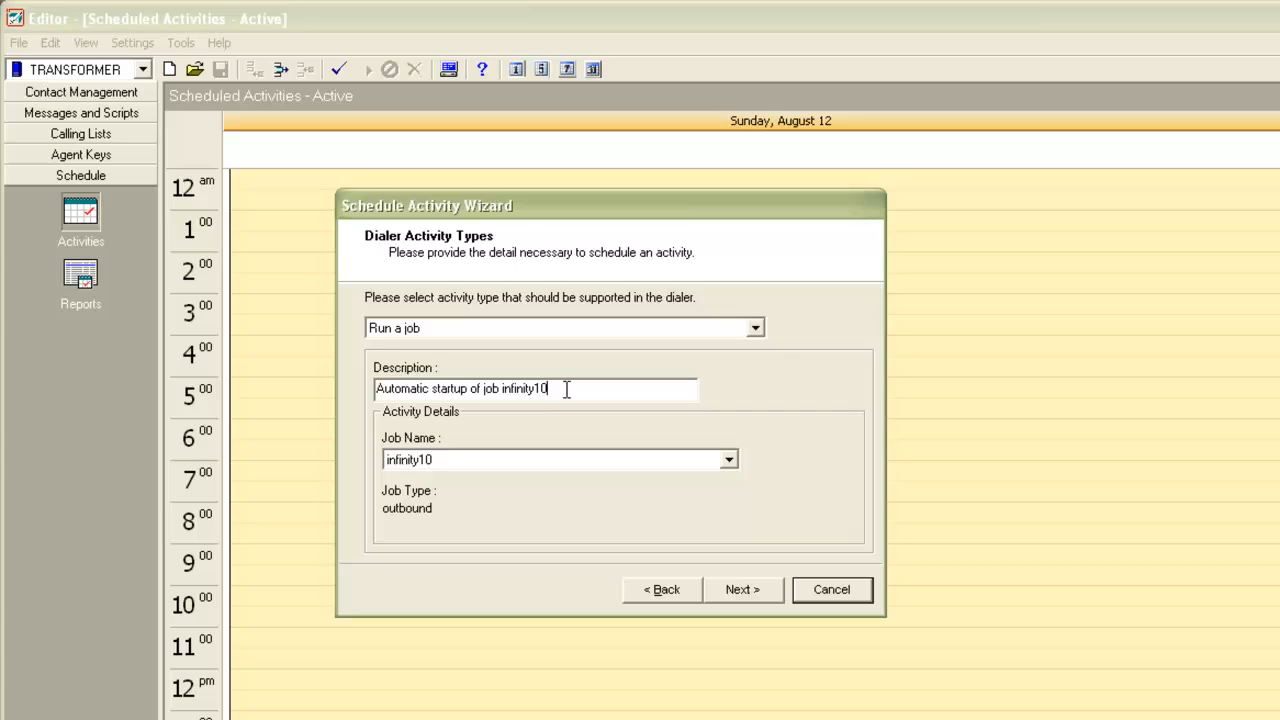 Editor - [Scheduled Activities - Active]
File Edit View Settings Tools Help
TRANSFORMER
Contact Management
Messages and Scripts
Calling Lists
Agent Keys
Schedule
Activities
Reports
Scheduled Activities - Active
Sunday, August 12
12 am
1 00
2 00
3 00
4 00
5 00
6 00
7 00
8 00
9 00
10 00
11 00
12 pm
Schedule Activity Wizard
Dialer Activity Types
Please provide the detail necessary to schedule an activity.
Please select activity type that should be supported in the dialer.
Run a job
Description :
Automatic startup of job infinity10
Activity Details
Job Name :
infinity10
Job Type :
outbound
< Back Next > Cancel